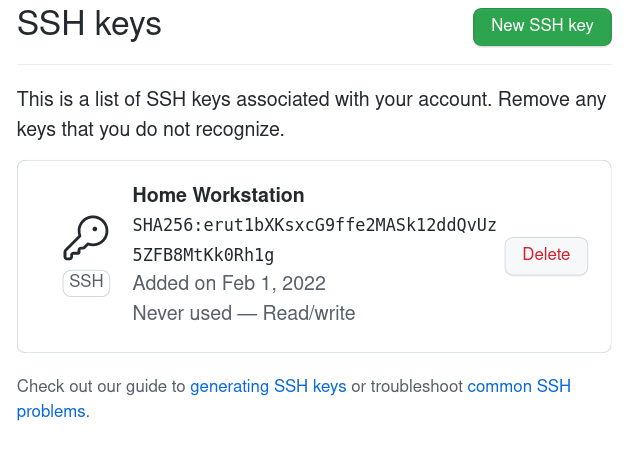 SSH keys
New SSH key
This is a list of SSH keys associated with your account. Remove any
keys that you do not recognize.
Home Workstation
SHA256:erut1bXKsxcG9ffe2MASk12ddQvUz
5ZFB8MtKk0Rh1g
Delete
SSH
Added on Feb 1, 2022
Never used — Read/write
Check out our guide to generating SSH keys or troubleshoot common SSH
problems.